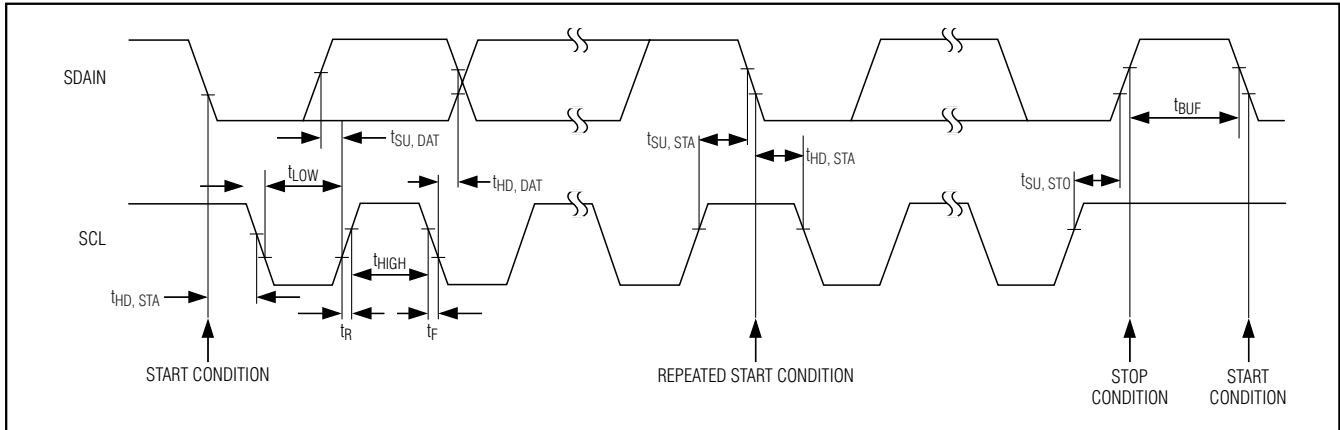 SDAIN
tSU, DAT
tSU, STA
tHD, STA
tBUF
tLOW
tHD, DAT
tSU, STO
SCL
tHIGH
tHD, STA
tR
tF
START CONDITION
REPEATED START CONDITION
STOP
CONDITION
START
CONDITION